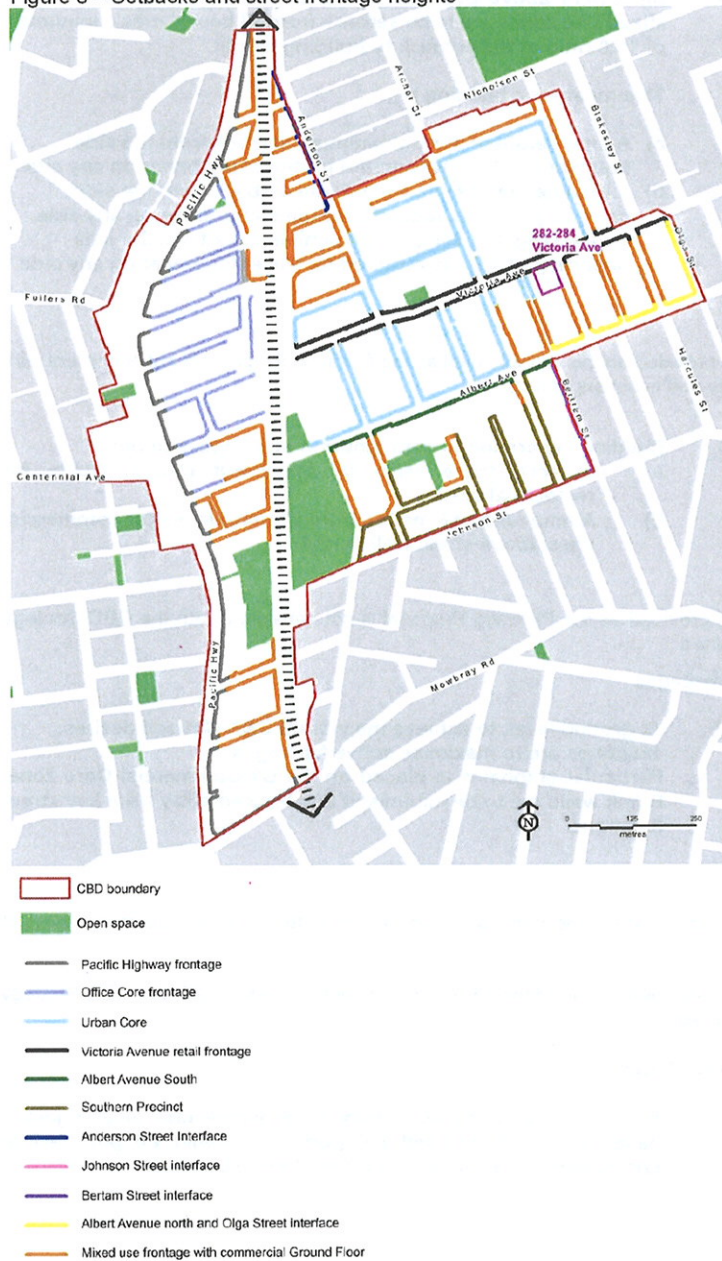 Figure 8 Setbacks and street frontage heights
Archer St
Nicholson St
Blakesley St
Anderson St
Pacific Hwy
282-284
Victoria Ave
Olga St
Victoria Ave
Fullers Rd
Albert Ave
Bertram St
Hercules St
Centennial Ave
Johnson St
Pacific Hwy
Mowbray Rd
N
0 125 250
metres
CBD boundary
Open space
Pacific Highway frontage
Office Core frontage
Urban Core
Victoria Avenue retail frontage
Albert Avenue South
Southern Precinct
Anderson Street Interface
Johnson Street interface
Bertam Street interface
Albert Avenue north and Olga Street interface
Mixed use frontage with commercial Ground Floor